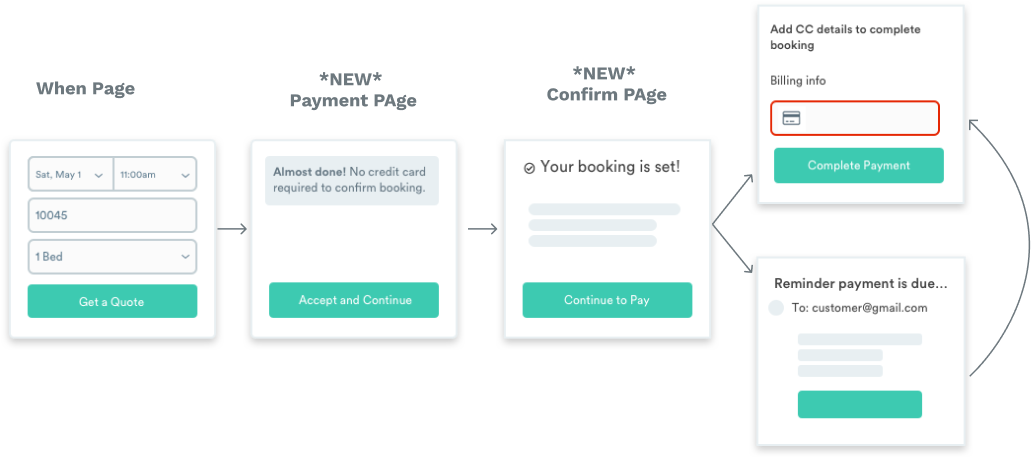 When Page
Sat, May 1
11:00am
10045
1 Bed
Get a Quote
*NEW*
Payment PAge
Almost done! No credit card
required to confirm booking.
Accept and Continue
*NEW*
Confirm PAge
Your booking is set!
Continue to Pay
Add CC details to complete
booking
Billing info
Complete Payment
Reminder payment is due...
To: customer@gmail.com